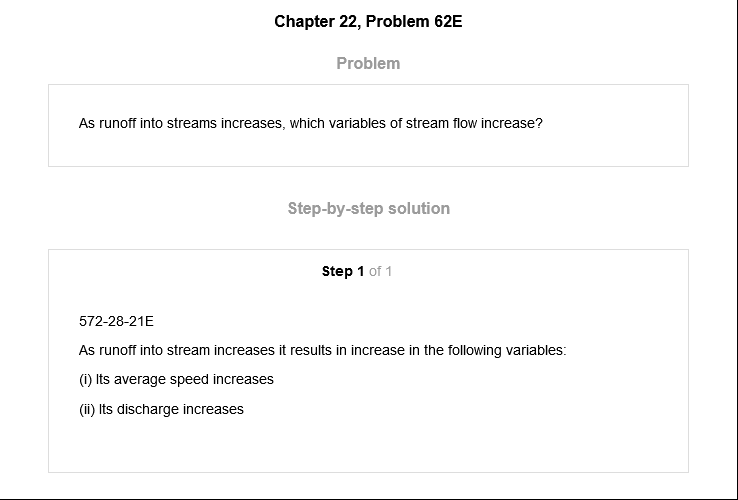 Chapter 22, Problem 62E
Problem
As runoff into streams increases, which variables of stream flow increase?
Step-by-step solution
Step 1 of 1
572-28-21E
As runoff into stream increases it results in increase in the following variables:
(i) Its average speed increases
(ii) Its discharge increases